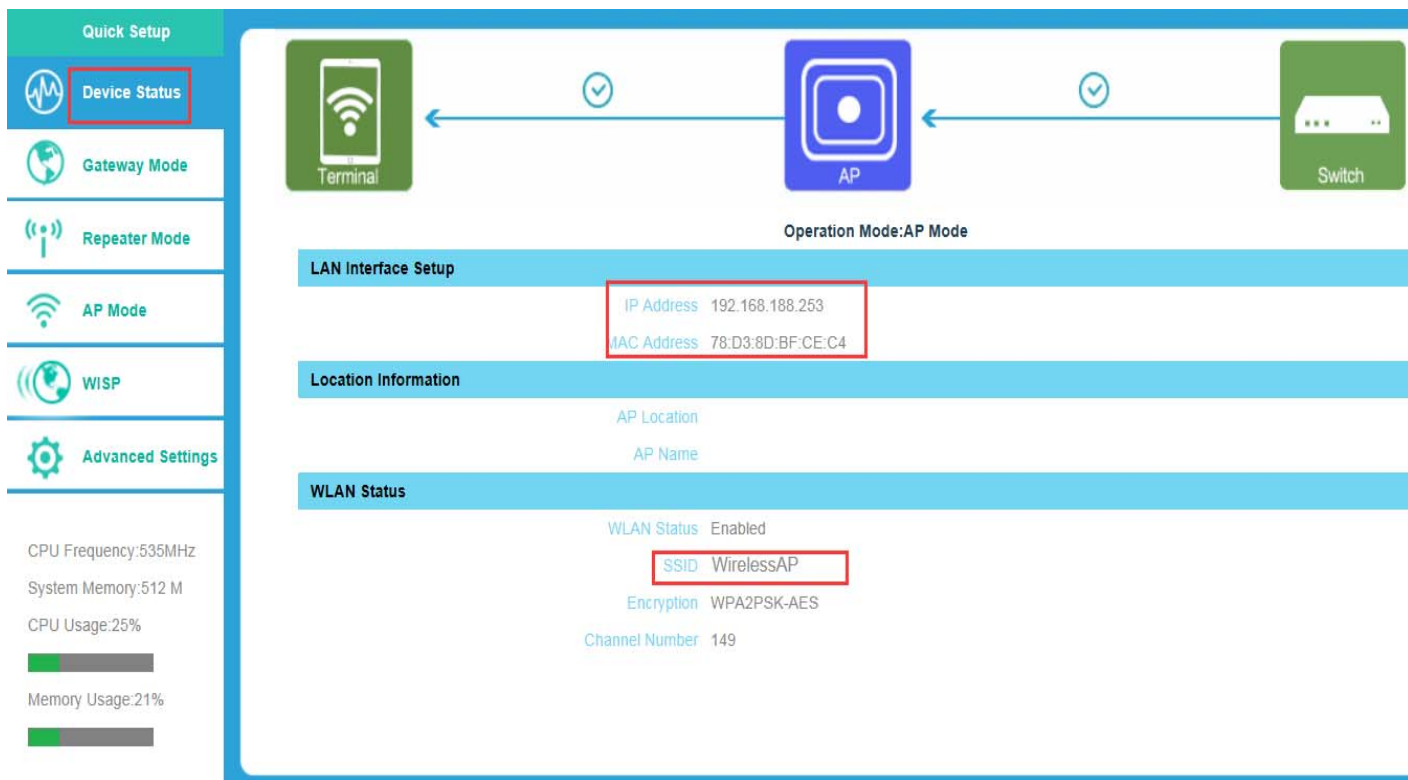 Quick Setup
Device Status
Gateway Mode
Repeater Mode
AP Mode
WISP
Advanced Settings
CPU Frequency:535MHz
System Memory:512 M
CPU Usage:25%
Memory Usage:21%
Terminal
AP
Switch
Operation Mode:AP Mode
LAN Interface Setup
IP Address 192.168.188.253
MAC Address 78:D3:8D:BF:CE:C4
Location Information
AP Location
AP Name
WLAN Status
WLAN Status Enabled
SSID WirelessAP
Encryption WPA2PSK-AES
Channel Number 149